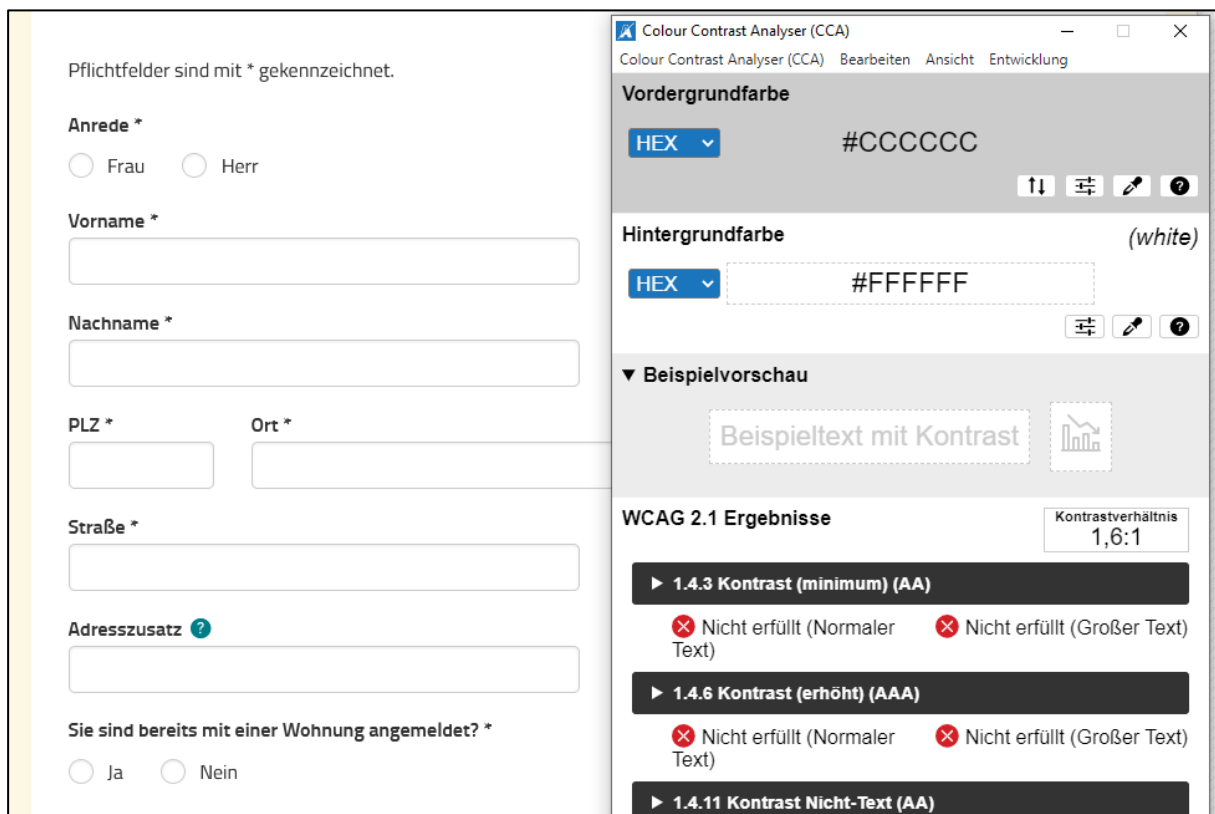 Pflichtfelder sind mit * gekennzeichnet.
Anrede *
Frau Herr
Vorname *
Nachname *
PLZ * Ort *
Straße *
Adresszusatz ?
Sie sind bereits mit einer Wohnung angemeldet? *
Ja Nein
Colour Contrast Analyser (CCA)
Colour Contrast Analyser (CCA) Bearbeiten Ansicht Entwicklung
Vordergrundfarbe
HEX #CCCCCC
?
Hintergrundfarbe (white)
HEX #FFFFFF
?
Beispielvorschau
Beispieltext mit Kontrast
WCAG 2.1 Ergebnisse
Kontrastverhältnis
1,6:1
1.4.3 Kontrast (minimum) (AA)
Nicht erfüllt (Normaler Nicht erfüllt (Großer Text)
Text)
1.4.6 Kontrast (erhöht) (AAA)
Nicht erfüllt (Normaler Nicht erfüllt (Großer Text)
Text)
1.4.11 Kontrast Nicht-Text (AA)